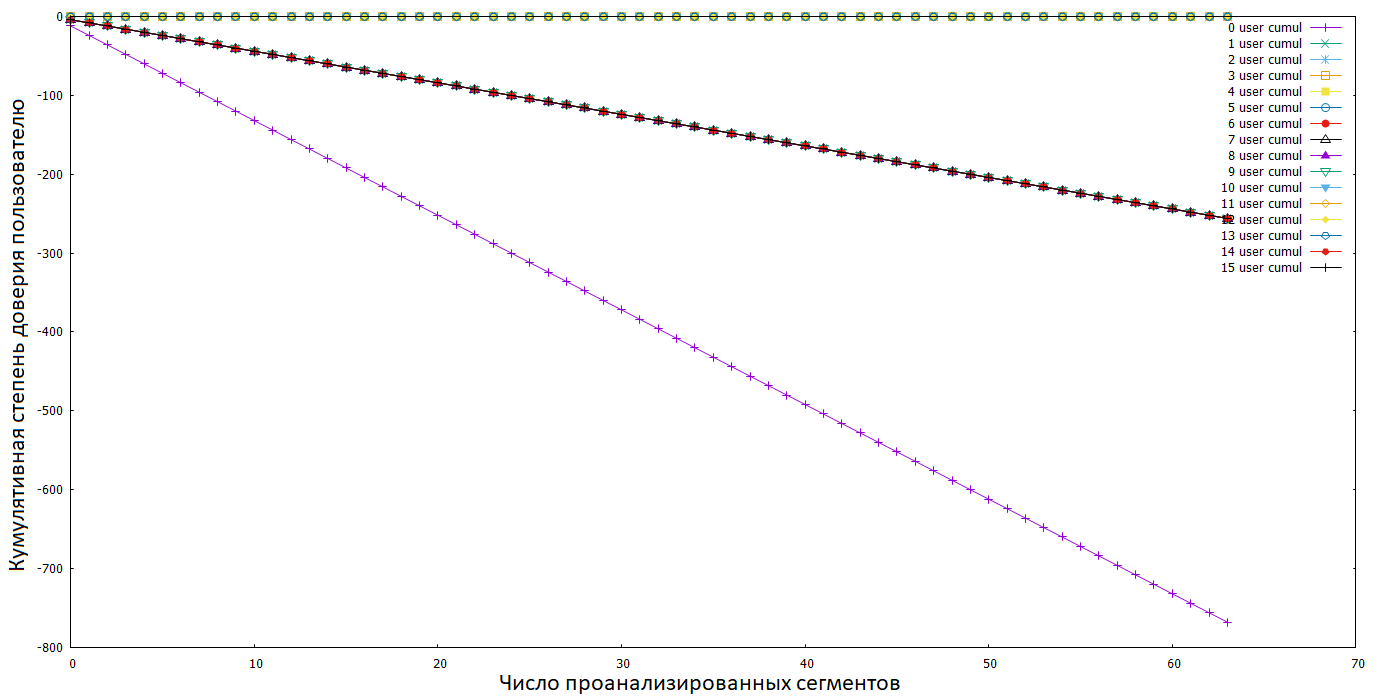 0
-100
-200
-300
-400
-500
-600
-700
-800
0 10 20 30 40 50 60 70
Кумулятивная степень доверия пользователю
Число проанализированных сегментов
0 user cumul
1 user cumul
2 user cumul
3 user cumul
4 user cumul
5 user cumul
6 user cumul
7 user cumul
8 user cumul
9 user cumul
10 user cumul
11 user cumul
12 user cumul
13 user cumul
14 user cumul
15 user cumul